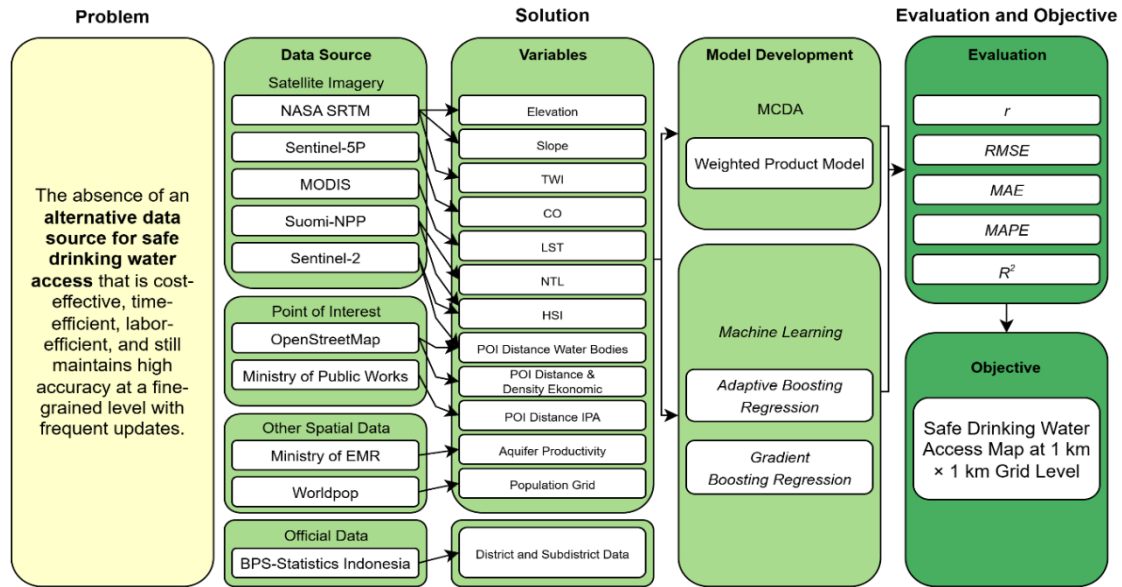 Problem
Solution
Evaluation and Objective
The absence of an
alternative data
source for safe
drinking water
access that is cost-
effective, time-
efficient, labor-
efficient, and still
maintains high
accuracy at a fine-
grained level with
frequent updates.
Data Source
Satellite Imagery
NASA SRTM
Sentinel-5P
MODIS
Suomi-NPP
Sentinel-2
Point of Interest
OpenStreetMap
Ministry of Public Works
Other Spatial Data
Ministry of EMR
Worldpop
Official Data
BPS-Statistics Indonesia
Variables
Elevation
Slope
TWI
CO
LST
NTL
HSI
POI Distance Water Bodies
POI Distance &
Density Ekonomic
POI Distance IPA
Aquifer Productivity
Population Grid
District and Subdistrict Data
Model Development
MCDA
Weighted Product Model
Machine Learning
Adaptive Boosting
Regression
Gradient
Boosting Regression
Evaluation
r
RMSE
MAE
MAPE
R²
Objective
Safe Drinking Water
Access Map at 1 km
× 1 km Grid Level